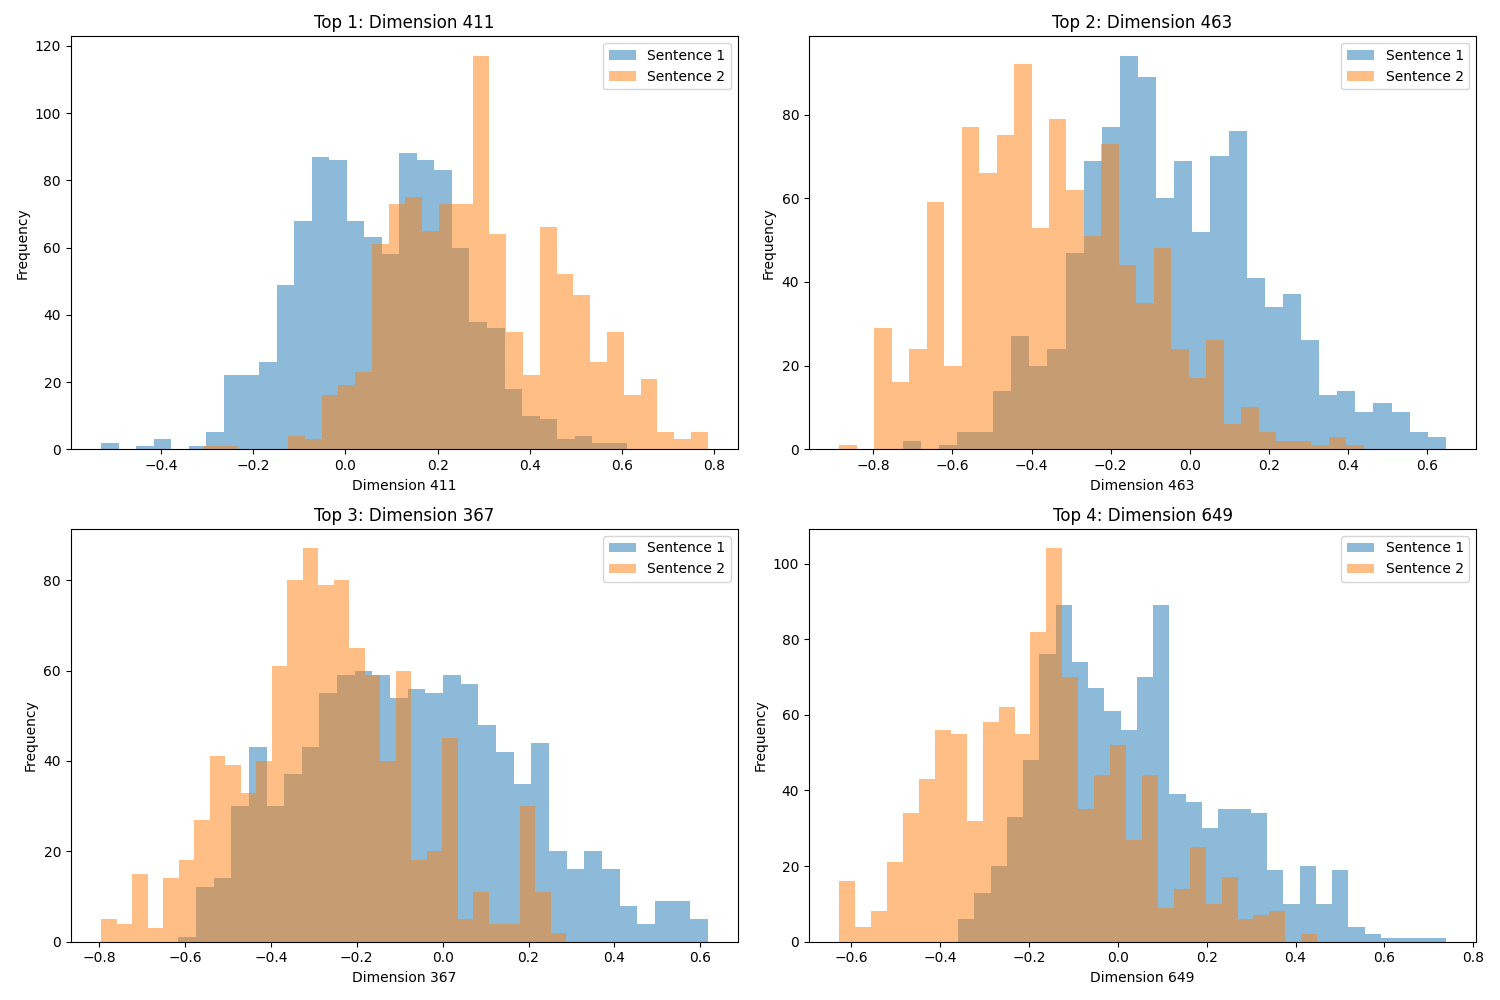 Top 1: Dimension 411
Sentence 1
Sentence 2
Frequency
120
100
80
60
40
20
0
−0.4 −0.2 0.0 0.2 0.4 0.6 0.8
Dimension 411
Top 2: Dimension 463
Sentence 1
Sentence 2
Frequency
80
60
40
20
0
−0.8 −0.6 −0.4 −0.2 0.0 0.2 0.4 0.6
Dimension 463
Top 3: Dimension 367
Sentence 1
Sentence 2
Frequency
80
60
40
20
0
−0.8 −0.6 −0.4 −0.2 0.0 0.2 0.4 0.6
Dimension 367
Top 4: Dimension 649
Sentence 1
Sentence 2
Frequency
100
80
60
40
20
0
−0.6 −0.4 −0.2 0.0 0.2 0.4 0.6 0.8
Dimension 649